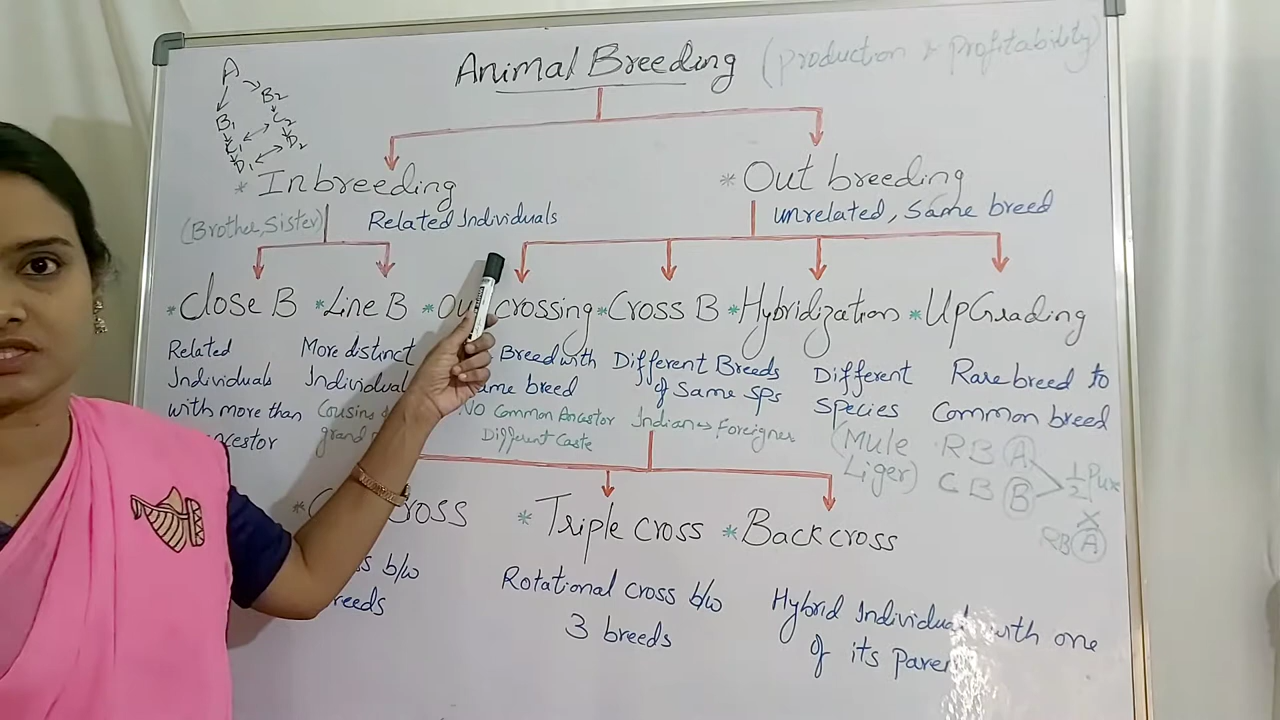 Animal Breeding (Production & Profitability)
A
B1 B2
C1 C2
D1 D2
* Inbreeding
(Brother, Sister) Related Individuals
* Out breeding
unrelated, Same breed
* Close B * Line B * Out crossing * Cross B * Hybridization * UpGrading
Related
Individuals
with more than
More distinct
Individual
Cousins
grand
Breed with
same breed
No Common Ancestor
Different Caste
Different Breeds
of Same sps
Indian → Foreigner
Different
Species
(Mule
Liger)
Rare breed to
Common breed
RB A
CB B
1/2 Pure
X
RB A
* Triple cross * Back cross
b/w
Rotational cross b/w
3 breeds
Hybrid Individual with one
of its